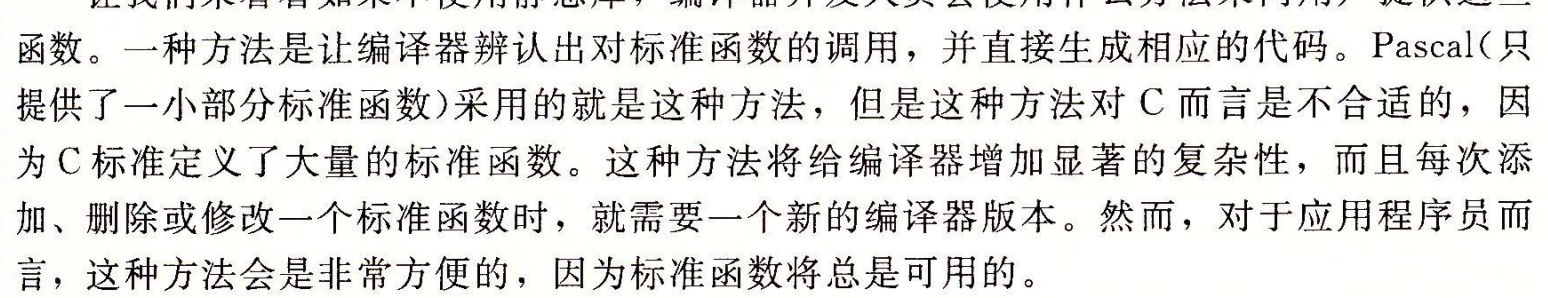 函数。一种方法是让编译器辨认出对标准函数的调用，并直接生成相应的代码。Pascal(只
提供了一小部分标准函数)采用的就是这种方法，但是这种方法对 C 而言是不合适的，因
为 C 标准定义了大量的标准函数。这种方法将给编译器增加显著的复杂性，而且每次添
加、删除或修改一个标准函数时，就需要一个新的编译器版本。然而，对于应用程序员而
言，这种方法会是非常方便的，因为标准函数将总是可用的。